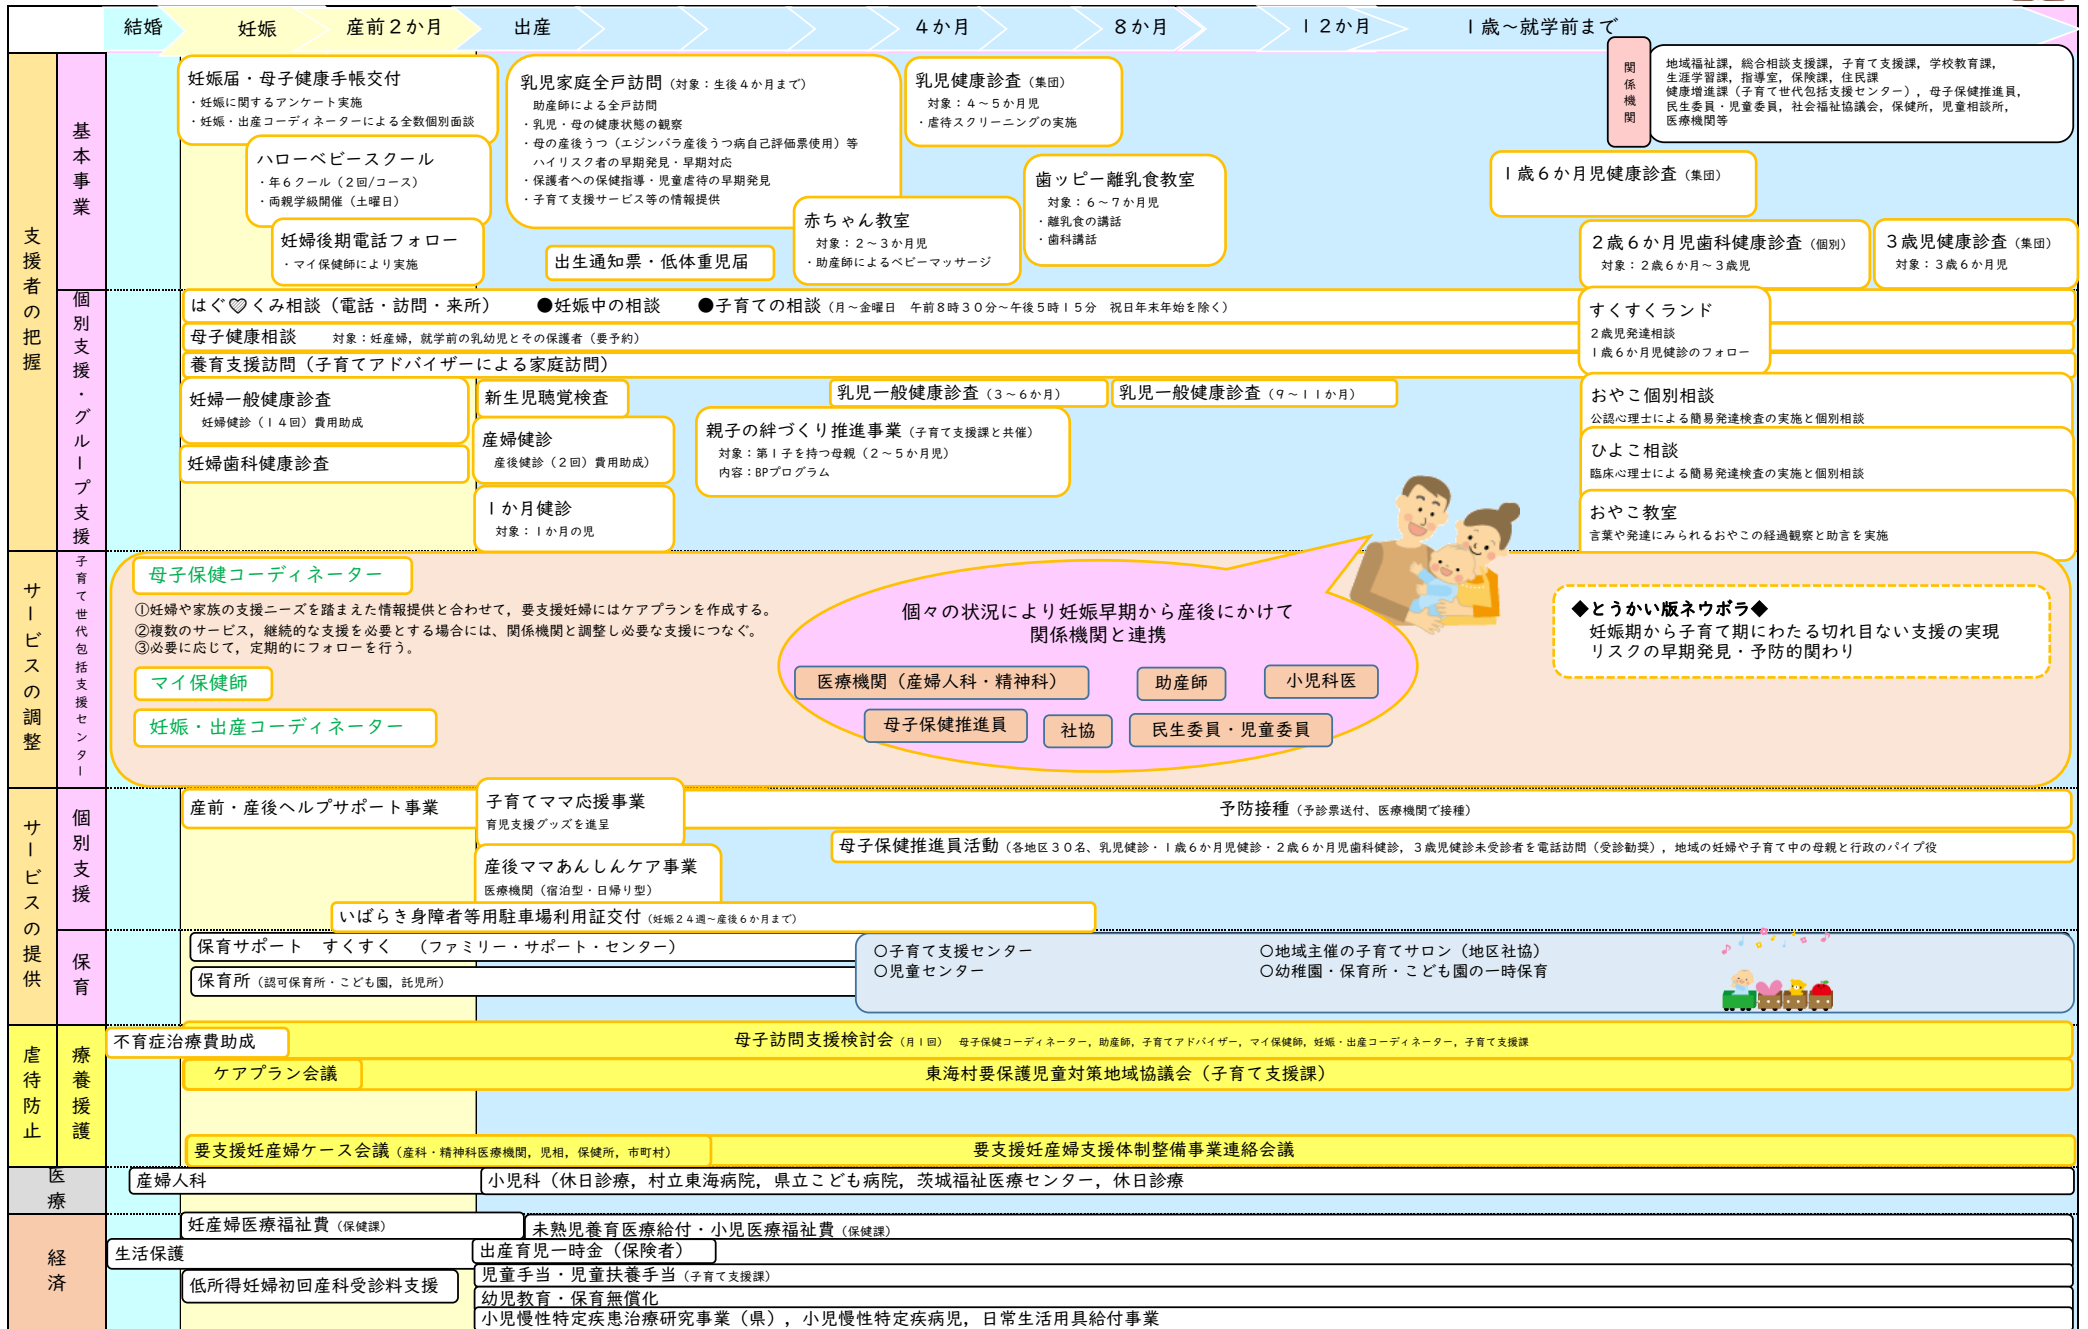 結婚
妊娠
産前2か月
出産
4か月
8か月
12か月
1歳~就学前まで
支援者の把握
基本事業
妊娠届・母子健康手帳交付
・妊娠に関するアンケート実施
・妊娠・出産コーディネーターによる全数個別面談
ハローベビースクール
・年6クール(2回/コース)
・両親学級開催(土曜日)
妊婦後期電話フォロー
・マイ保健師により実施
乳児家庭全戸訪問(対象:生後4か月まで)
助産師による全戸訪問
・乳児・母の健康状態の観察
・母の産後うつ(エジンバラ産後うつ病自己評価票使用)等
ハイリスク者の早期発見・早期対応
・保護者への保健指導・児童虐待の早期発見
・子育て支援サービス等の情報提供
出生通知票・低体重児届
赤ちゃん教室
対象:2~3か月児
・助産師によるベビーマッサージ
乳児健康診査(集団)
対象:4~5か月児
・虐待スクリーニングの実施
歯ッピー離乳食教室
対象:6~7か月児
・離乳食の講話
・歯科講話
関係機関
地域福祉課,総合相談支援課,子育て支援課,学校教育課,
生涯学習課,指導室,保険課,住民課
健康増進課(子育て世代包括支援センター),母子保健推進員,
民生委員・児童委員,社会福祉協議会,保健所,児童相談所,
医療機関等
1歳6か月児健康診査(集団)
2歳6か月児歯科健康診査(個別)
対象:2歳6か月~3歳児
3歳児健康診査(集団)
対象:3歳6か月児
個別支援・グループ支援
はぐ♡くみ相談(電話・訪問・来所) ●妊娠中の相談 ●子育ての相談(月~金曜日 午前8時30分~午後5時15分 祝日年末年始を除く)
母子健康相談 対象:妊産婦,就学前の乳幼児とその保護者(要予約)
養育支援訪問(子育てアドバイザーによる家庭訪問)
すくすくランド
2歳児発達相談
1歳6か月児健診のフォロー
妊婦一般健康診査
妊婦健診(14回)費用助成
妊婦歯科健康診査
新生児聴覚検査
産婦健診
産後健診(2回)費用助成)
1か月健診
対象:1か月の児
乳児一般健康診査(3~6か月)
乳児一般健康診査(9~11か月)
親子の絆づくり推進事業(子育て支援課と共催)
対象:第1子を持つ母親(2~5か月児)
内容:BPプログラム
おやこ個別相談
公認心理士による簡易発達検査の実施と個別相談
ひよこ相談
臨床心理士による簡易発達検査の実施と個別相談
おやこ教室
言葉や発達にみられるおやこの経過観察と助言を実施
サービスの調整
子育て世代包括支援センター
母子保健コーディネーター
①妊婦や家族の支援ニーズを踏まえた情報提供と合わせて,要支援妊婦にはケアプランを作成する。
②複数のサービス,継続的な支援を必要とする場合には,関係機関と調整し必要な支援につなぐ。
③必要に応じて,定期的にフォローを行う。
マイ保健師
妊娠・出産コーディネーター
個々の状況により妊娠早期から産後にかけて
関係機関と連携
医療機関(産婦人科・精神科)
助産師
小児科医
母子保健推進員
社協
民生委員・児童委員
◆とうかい版ネウボラ◆
妊娠期から子育て期にわたる切れ目ない支援の実現
リスクの早期発見・予防的関わり
サービスの提供
個別支援
産前・産後ヘルプサポート事業
子育てママ応援事業
育児支援グッズを進呈
予防接種(予診票送付、医療機関で接種)
産後ママあんしんケア事業
医療機関(宿泊型・日帰り型)
母子保健推進員活動(各地区30名、乳児健診・1歳6か月児健診・2歳6か月児歯科健診,3歳児健診未受診者を電話訪問(受診勧奨),地域の妊婦や子育て中の母親と行政のパイプ役
いばらき身障者等用駐車場利用証交付(妊娠24週~産後6か月まで)
保育
保育サポート すくすく (ファミリー・サポート・センター)
保育所(認可保育所・こども園,託児所)
○子育て支援センター
○児童センター
○地域主催の子育てサロン(地区社協)
○幼稚園・保育所・こども園の一時保育
虐待防止
療養援護
不育症治療費助成
母子訪問支援検討会(月1回) 母子保健コーディネーター,助産師,子育てアドバイザー,マイ保健師,妊娠・出産コーディネーター,子育て支援課
ケアプラン会議
東海村要保護児童対策地域協議会(子育て支援課)
要支援妊産婦ケース会議(産科・精神科医療機関,児相,保健所,市町村)
要支援妊産婦支援体制整備事業連絡会議
医療
産婦人科
小児科(休日診療,村立東海病院,県立こども病院,茨城福祉医療センター,休日診療
経済
妊産婦医療福祉費(保健課)
未熟児養育医療給付・小児医療福祉費(保健課)
生活保護
出産育児一時金(保険者)
低所得妊婦初回産科受診料支援
児童手当・児童扶養手当(子育て支援課)
幼児教育・保育無償化
小児慢性特定疾患治療研究事業(県),小児慢性特定疾病児,日常生活用具給付事業